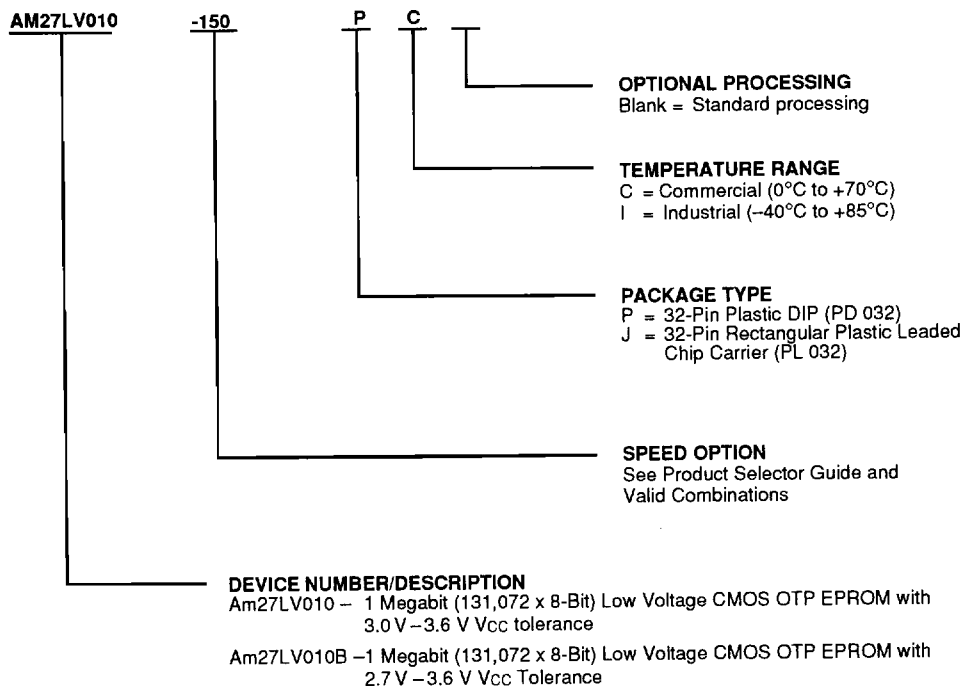 AM27LV010 -150 P C
OPTIONAL PROCESSING
Blank = Standard processing
TEMPERATURE RANGE
C = Commercial (0°C to +70°C)
I = Industrial (–40°C to +85°C)
PACKAGE TYPE
P = 32-Pin Plastic DIP (PD 032)
J = 32-Pin Rectangular Plastic Leaded
Chip Carrier (PL 032)
SPEED OPTION
See Product Selector Guide and
Valid Combinations
DEVICE NUMBER/DESCRIPTION
Am27LV010 – 1 Megabit (131,072 x 8-Bit) Low Voltage CMOS OTP EPROM with
3.0 V –3.6 V VCC tolerance
Am27LV010B –1 Megabit (131,072 x 8-Bit) Low Voltage CMOS OTP EPROM with
2.7 V –3.6 V VCC Tolerance